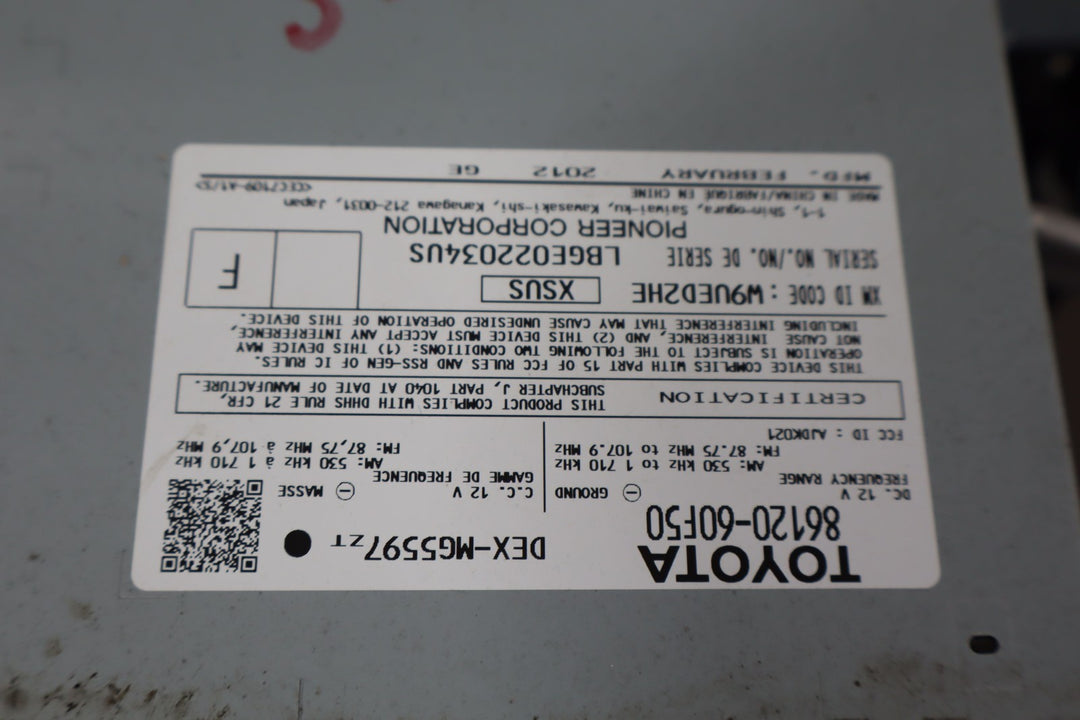 TOYOTA
86120-60F50
DEX-MG5597ZT
DC. 12 V ⊖ GROUND
FREQUENCY RANGE
AM: 530 kHz to 1 710 kHz
FM: 87.75 MHz to 107.9 MHz
FCC ID : AJDK021
C.C. 12 V ⊖ MASSE
GAMME DE FREQUENCE
AM: 530 kHz à 1 710 kHz
FM: 87,75 MHz à 107,9 MHz
CERTIFICATION
THIS PRODUCT COMPLIES WITH DHHS RULE 21 CFR,
SUBCHAPTER J, PART 1040 AT DATE OF MANUFACTURE.
THIS DEVICE COMPLIES WITH PART 15 OF FCC RULES AND RSS-GEN OF IC RULES.
OPERATION IS SUBJECT TO THE FOLLOWING TWO CONDITIONS: (1) THIS DEVICE MAY
NOT CAUSE INTERFERENCE, AND (2) THIS DEVICE MUST ACCEPT ANY INTERFERENCE,
INCLUDING INTERFERENCE THAT MAY CAUSE UNDESIRED OPERATION OF THIS DEVICE.
XM ID CODE : W9UED2HE XSUS
SERIAL NO./NO. DE SERIE LBGE022034US
F
PIONEER CORPORATION
1-1, Shin-ogura, Saiwai-ku, Kawasaki-shi, Kanagawa 212-0031, Japan
MADE IN CHINA/FABRIQUE EN CHINE <CEC7109-A1/S>
MFD. FEBRUARY 2012 GE